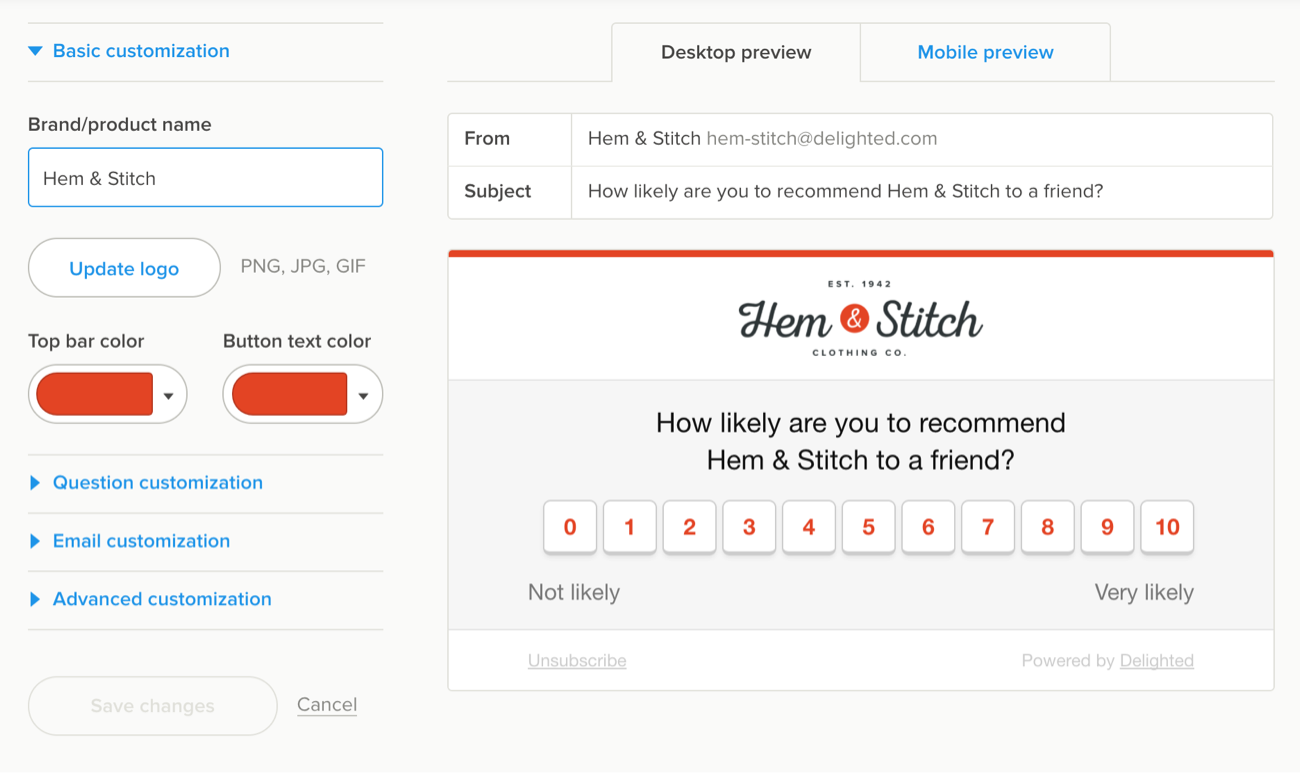 Basic customization
Brand/product name
Hem & Stitch
Update logo
PNG, JPG, GIF
Top bar color
Button text color
Question customization
Email customization
Advanced customization
Save changes
Cancel
Desktop preview
Mobile preview
From
Hem & Stitch hem-stitch@delighted.com
Subject
How likely are you to recommend Hem & Stitch to a friend?
EST. 1942
Hem & Stitch
CLOTHING CO.
How likely are you to recommend
Hem & Stitch to a friend?
0 1 2 3 4 5 6 7 8 9 10
Not likely
Very likely
Unsubscribe
Powered by Delighted